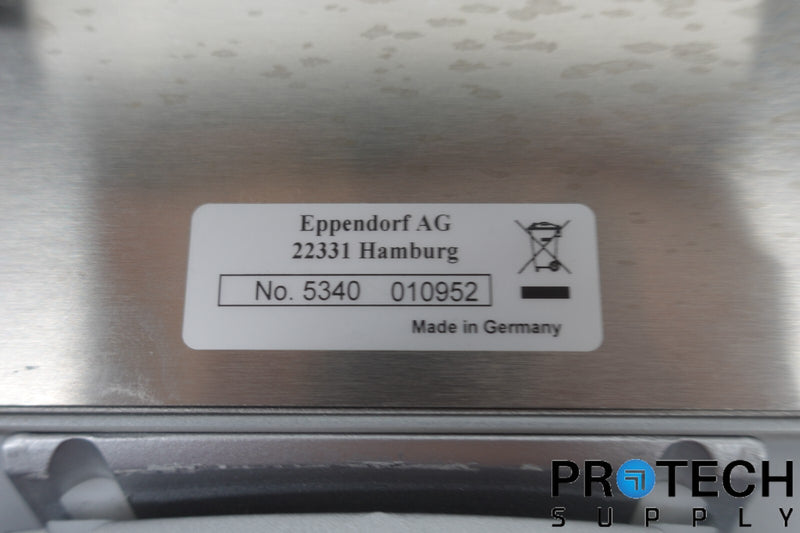 Eppendorf AG
22331 Hamburg
No. 5340 010952
Made in Germany
PROTECH
SUPPLY